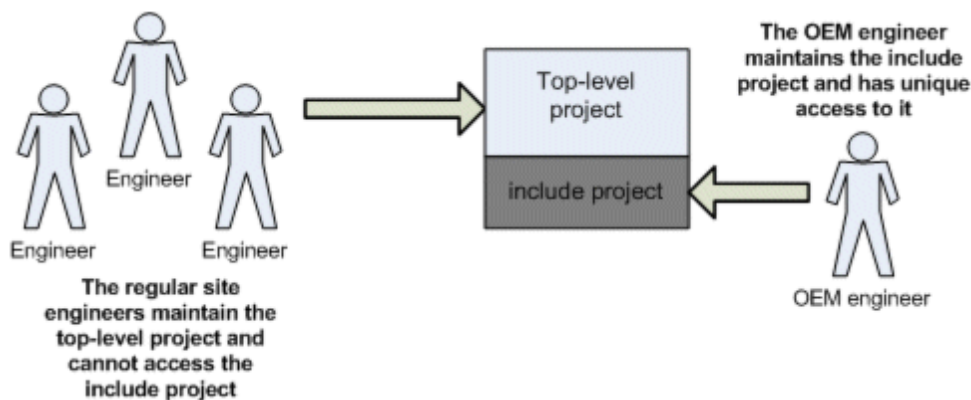 Engineer
Engineer
Engineer
The regular site
engineers maintain the
top-level project and
cannot access the
include project
Top-level
project
include project
The OEM engineer
maintains the include
project and has unique
access to it
OEM engineer